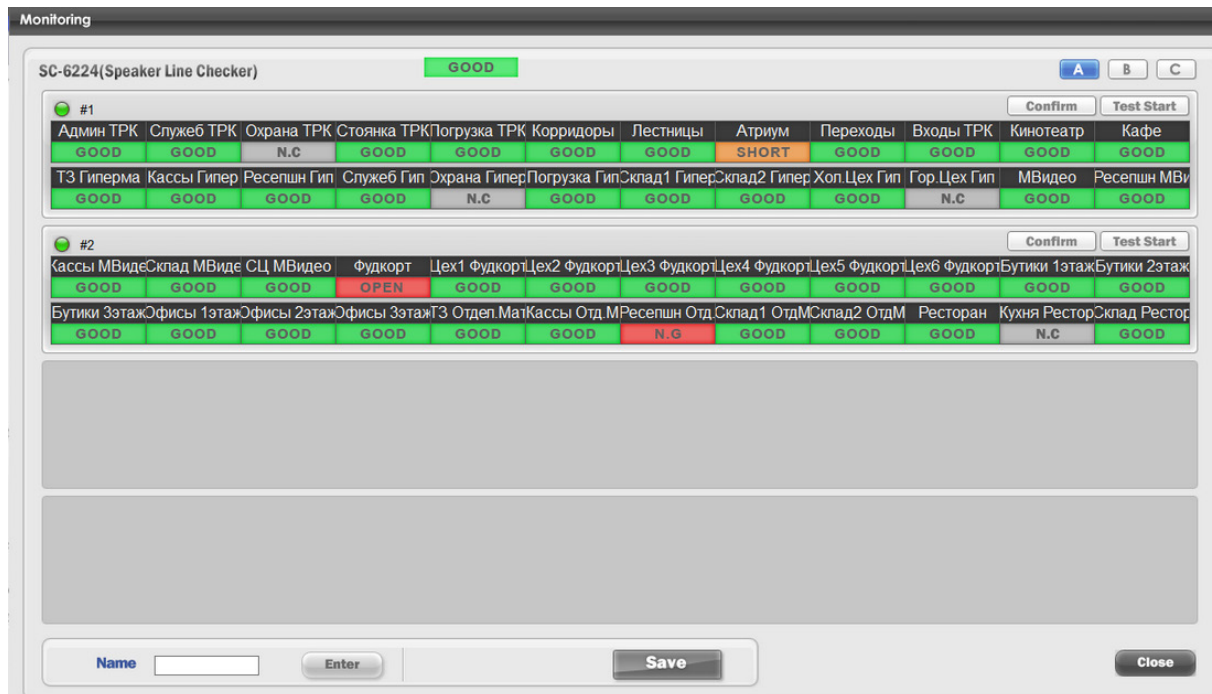 Monitoring
SC-6224(Speaker Line Checker) GOOD A B C
#1 Confirm Test Start
Админ ТРК Служеб ТРК Охрана ТРК Стоянка ТРК Погрузка ТРК Корридоры Лестницы Атриум Переходы Входы ТРК Кинотеатр Кафе
GOOD GOOD N.C GOOD GOOD GOOD GOOD SHORT GOOD GOOD GOOD GOOD
ТЗ Гиперма Кассы Гипер Ресепшн Гип Служеб Гип Охрана Гипер Погрузка Гип Склад1 Гипер Склад2 Гипер Хол.Цех Гип Гор.Цех Гип МВидео Ресепшн МВи
GOOD GOOD GOOD GOOD N.C GOOD GOOD GOOD GOOD N.C GOOD GOOD
#2 Confirm Test Start
Кассы МВиде Склад МВиде СЦ МВидео Фудкорт Цех1 Фудкорт Цех2 Фудкорт Цех3 Фудкорт Цех4 Фудкорт Цех5 Фудкорт Цех6 Фудкорт Бутики 1этаж Бутики 2этаж
GOOD GOOD GOOD OPEN GOOD GOOD GOOD GOOD GOOD GOOD GOOD GOOD
Бутики 3этаж Офисы 1этаж Офисы 2этаж Офисы 3этаж ТЗ Отдел.Мат Кассы Отд.М Ресепшн Отд. Склад1 ОтдМ Склад2 ОтдМ Ресторан Кухня Рестор Склад Рестор
GOOD GOOD GOOD GOOD GOOD GOOD N.G GOOD GOOD GOOD N.C GOOD
Name Enter Save Close